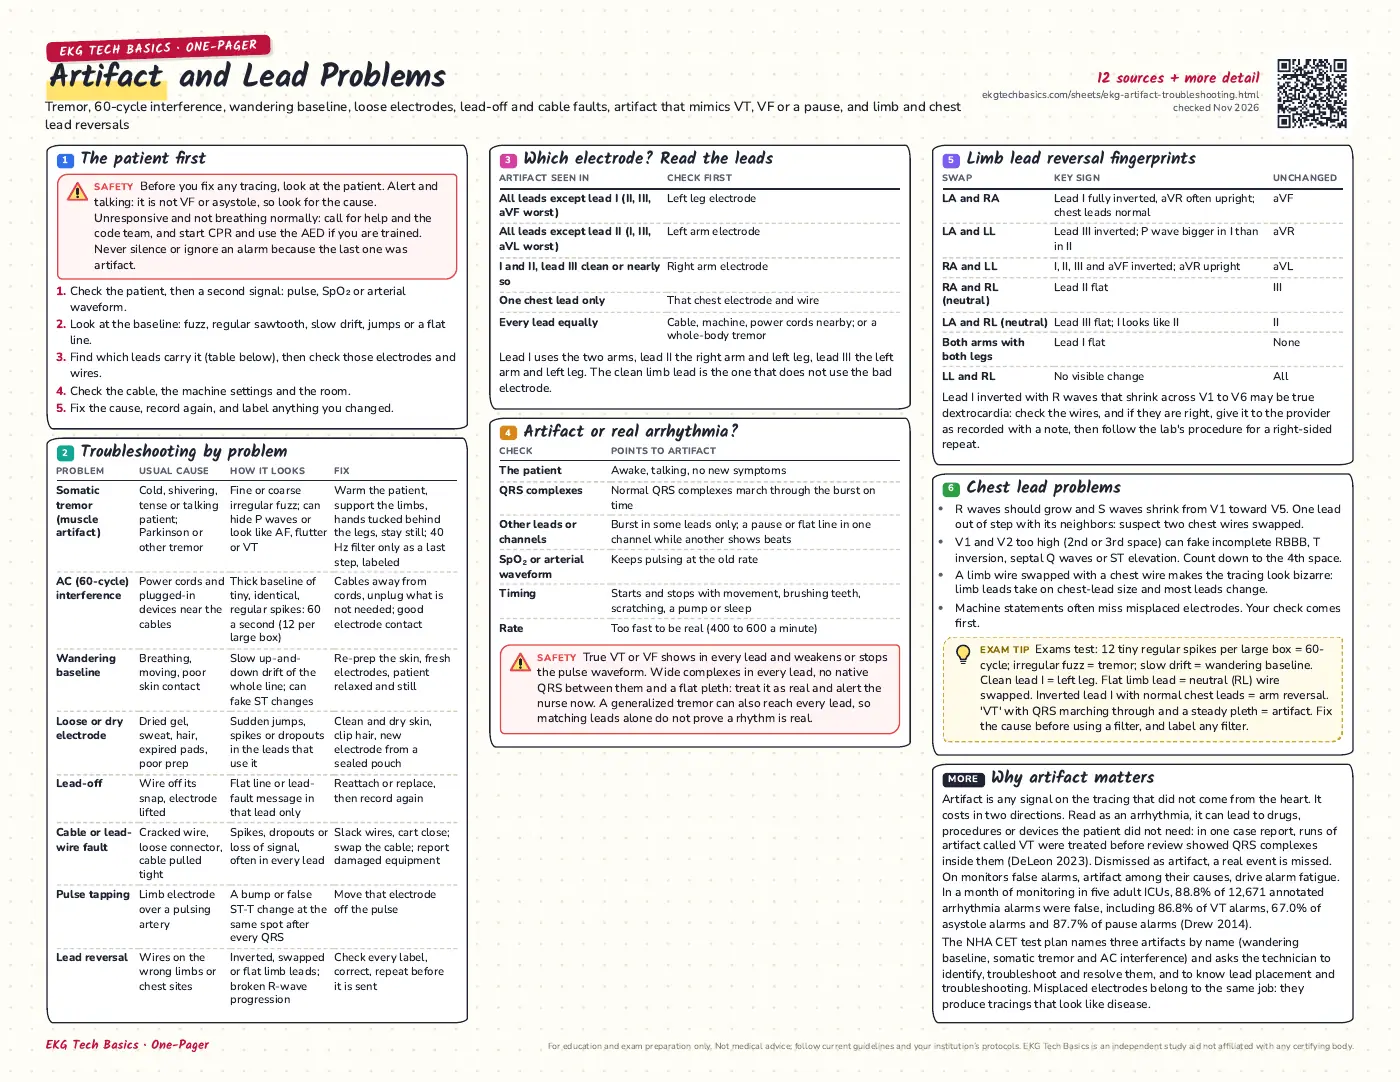 EKG TECH BASICS · ONE-PAGER
Artifact and Lead Problems
Tremor, 60-cycle interference, wandering baseline, loose electrodes, lead-off and cable faults, artifact that mimics VT, VF or a pause, and limb and chest
lead reversals
12 sources + more detail
ekgtechbasics.com/sheets/ekg-artifact-troubleshooting.html
checked Nov 2026
1 The patient first
SAFETY Before you fix any tracing, look at the patient. Alert and
talking: it is not VF or asystole, so look for the cause.
Unresponsive and not breathing normally: call for help and the
code team, and start CPR and use the AED if you are trained.
Never silence or ignore an alarm because the last one was
artifact.
1. Check the patient, then a second signal: pulse, SpO₂ or arterial
waveform.
2. Look at the baseline: fuzz, regular sawtooth, slow drift, jumps or a flat
line.
3. Find which leads carry it (table below), then check those electrodes and
wires.
4. Check the cable, the machine settings and the room.
5. Fix the cause, record again, and label anything you changed.
2 Troubleshooting by problem
PROBLEM USUAL CAUSE HOW IT LOOKS FIX
Somatic Cold, shivering, Fine or coarse Warm the patient,
tremor tense or talking irregular fuzz; can support the limbs,
(muscle patient; hide P waves or hands tucked behind
artifact) Parkinson or look like AF, flutter the legs, stay still; 40
other tremor or VT Hz filter only as a last
step, labeled
AC (60-cycle) Power cords and Thick baseline of Cables away from
interference plugged-in tiny, identical, cords, unplug what is
devices near the regular spikes: 60 not needed; good
cables a second (12 per electrode contact
large box)
Wandering Breathing, Slow up-and- Re-prep the skin, fresh
baseline moving, poor down drift of the electrodes, patient
skin contact whole line; can relaxed and still
fake ST changes
Loose or dry Dried gel, Sudden jumps, Clean and dry skin,
electrode sweat, hair, spikes or dropouts clip hair, new
expired pads, in the leads that electrode from a
poor prep use it sealed pouch
Lead-off Wire off its Flat line or lead- Reattach or replace,
snap, electrode fault message in then record again
lifted that lead only
Cable or lead- Cracked wire, Spikes, dropouts or Slack wires, cart close;
wire fault loose connector, loss of signal, swap the cable; report
cable pulled often in every lead damaged equipment
tight
Pulse tapping Limb electrode A bump or false Move that electrode
over a pulsing ST-T change at the off the pulse
artery same spot after
every QRS
Lead reversal Wires on the Inverted, swapped Check every label,
wrong limbs or or flat limb leads; correct, repeat before
chest sites broken R-wave it is sent
progression
3 Which electrode? Read the leads
ARTIFACT SEEN IN CHECK FIRST
All leads except lead I (II, III, Left leg electrode
aVF worst)
All leads except lead II (I, III, Left arm electrode
aVL worst)
I and II, lead III clean or nearly Right arm electrode
so
One chest lead only That chest electrode and wire
Every lead equally Cable, machine, power cords nearby; or a
whole-body tremor
Lead I uses the two arms, lead II the right arm and left leg, lead III the left
arm and left leg. The clean limb lead is the one that does not use the bad
electrode.
4 Artifact or real arrhythmia?
CHECK POINTS TO ARTIFACT
The patient Awake, talking, no new symptoms
QRS complexes Normal QRS complexes march through the burst on
time
Other leads or Burst in some leads only; a pause or flat line in one
channels channel while another shows beats
SpO₂ or arterial Keeps pulsing at the old rate
waveform
Timing Starts and stops with movement, brushing teeth,
scratching, a pump or sleep
Rate Too fast to be real (400 to 600 a minute)
SAFETY True VT or VF shows in every lead and weakens or stops
the pulse waveform. Wide complexes in every lead, no native
QRS between them and a flat pleth: treat it as real and alert the
nurse now. A generalized tremor can also reach every lead, so
matching leads alone do not prove a rhythm is real.
5 Limb lead reversal fingerprints
SWAP KEY SIGN UNCHANGED
LA and RA Lead I fully inverted, aVR often upright; aVF
chest leads normal
LA and LL Lead III inverted; P wave bigger in I than aVR
in II
RA and LL I, II, III and aVF inverted; aVR upright aVL
RA and RL Lead II flat III
(neutral)
LA and RL (neutral) Lead III flat; I looks like II II
Both arms with Lead I flat None
both legs
LL and RL No visible change All
Lead I inverted with R waves that shrink across V1 to V6 may be true
dextrocardia: check the wires, and if they are right, give it to the provider
as recorded with a note, then follow the lab's procedure for a right-sided
repeat.
6 Chest lead problems
• R waves should grow and S waves shrink from V1 toward V5. One lead
out of step with its neighbors: suspect two chest wires swapped.
• V1 and V2 too high (2nd or 3rd space) can fake incomplete RBBB, T
inversion, septal Q waves or ST elevation. Count down to the 4th space.
• A limb wire swapped with a chest wire makes the tracing look bizarre:
limb leads take on chest-lead size and most leads change.
• Machine statements often miss misplaced electrodes. Your check comes
first.
EXAM TIP Exams test: 12 tiny regular spikes per large box = 60-
cycle; irregular fuzz = tremor; slow drift = wandering baseline.
Clean lead I = left leg. Flat limb lead = neutral (RL) wire
swapped. Inverted lead I with normal chest leads = arm reversal.
'VT' with QRS marching through and a steady pleth = artifact. Fix
the cause before using a filter, and label any filter.
MORE Why artifact matters
Artifact is any signal on the tracing that did not come from the heart. It
costs in two directions. Read as an arrhythmia, it can lead to drugs,
procedures or devices the patient did not need: in one case report, runs of
artifact called VT were treated before review showed QRS complexes
inside them (DeLeon 2023). Dismissed as artifact, a real event is missed.
On monitors false alarms, artifact among their causes, drive alarm fatigue.
In a month of monitoring in five adult ICUs, 88.8% of 12,671 annotated
arrhythmia alarms were false, including 86.8% of VT alarms, 67.0% of
asystole alarms and 87.7% of pause alarms (Drew 2014).
The NHA CET test plan names three artifacts by name (wandering
baseline, somatic tremor and AC interference) and asks the technician to
identify, troubleshoot and resolve them, and to know lead placement and
troubleshooting. Misplaced electrodes belong to the same job: they
produce tracings that look like disease.
EKG Tech Basics · One-Pager
For education and exam preparation only. Not medical advice; follow current guidelines and your institution's protocols. EKG Tech Basics is an independent study aid not affiliated with any certifying body.